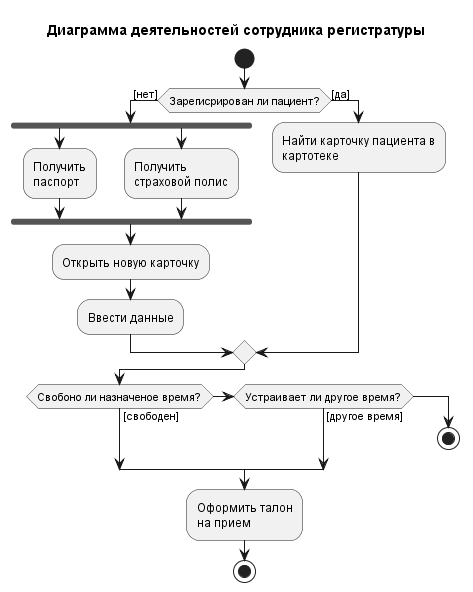 Диаграмма деятельностей сотрудника регистратуры
[нет]
Зарегисрирован ли пациент?
[да]
Получить
паспорт
Получить
страховой полис
Найти карточку пациента в
картотеке
Открыть новую карточку
Ввести данные
Свобоно ли назначеное время?
Устраивает ли другое время?
[свободен]
[другое время]
Оформить талон
на прием